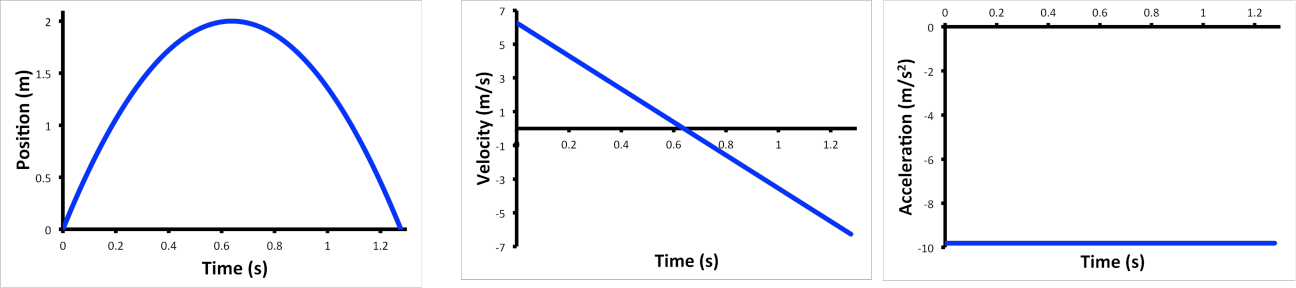 2
1.5
1
0.5
0
0 0.2 0.4 0.6 0.8 1 1.2
Position (m)
Time (s)
7
5
3
1
-1
-3
-5
-7
0 0.2 0.4 0.6 0.8 1 1.2
Velocity (m/s)
Time (s)
0 0.2 0.4 0.6 0.8 1 1.2
0
-2
-4
-6
-8
-10
Acceleration (m/s²)
Time (s)